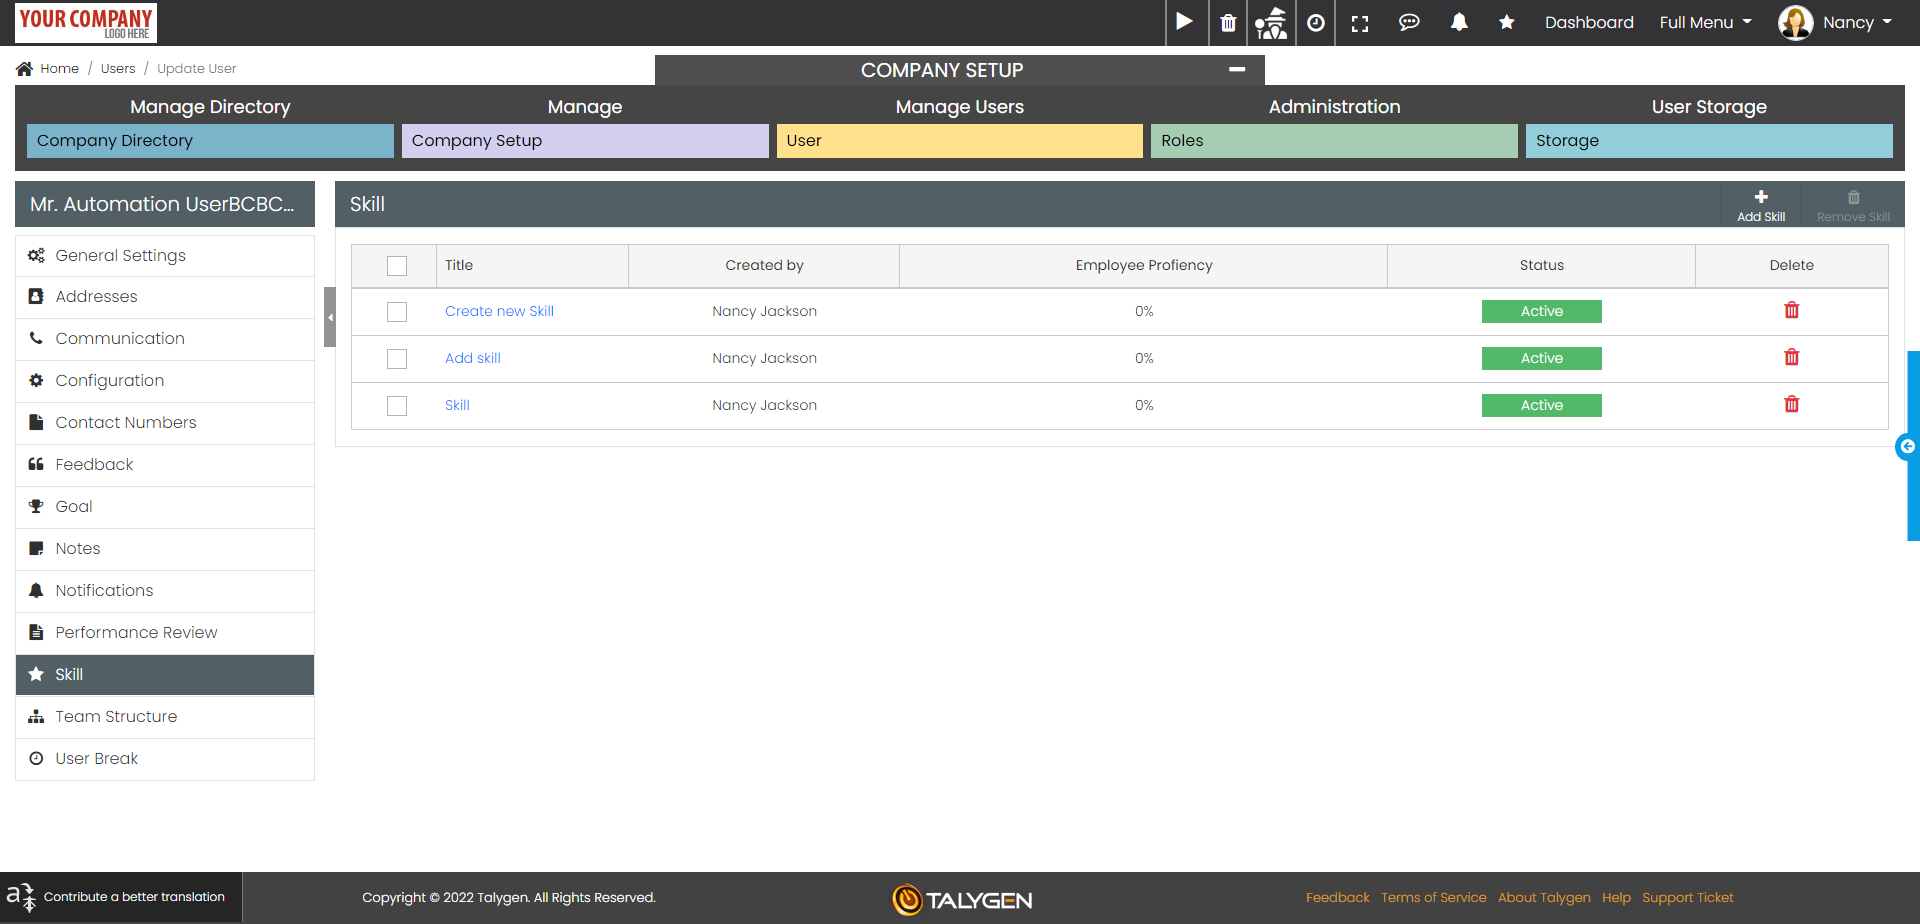 YOUR COMPANY
LOGO HERE
Dashboard
Full Menu
Nancy
Home / Users / Update User
COMPANY SETUP
Manage Directory
Manage
Manage Users
Administration
User Storage
Company Directory
Company Setup
User
Roles
Storage
Mr. Automation UserBCBC...
General Settings
Addresses
Communication
Configuration
Contact Numbers
Feedback
Goal
Notes
Notifications
Performance Review
Skill
Team Structure
User Break
Skill
Add Skill
Remove Skill
Title Created by Employee Profiency Status Delete
Create new Skill Nancy Jackson 0% Active
Add skill Nancy Jackson 0% Active
Skill Nancy Jackson 0% Active
a Contribute a better translation
Copyright © 2022 Talygen. All Rights Reserved.
TALYGEN
Feedback Terms of Service About Talygen Help Support Ticket